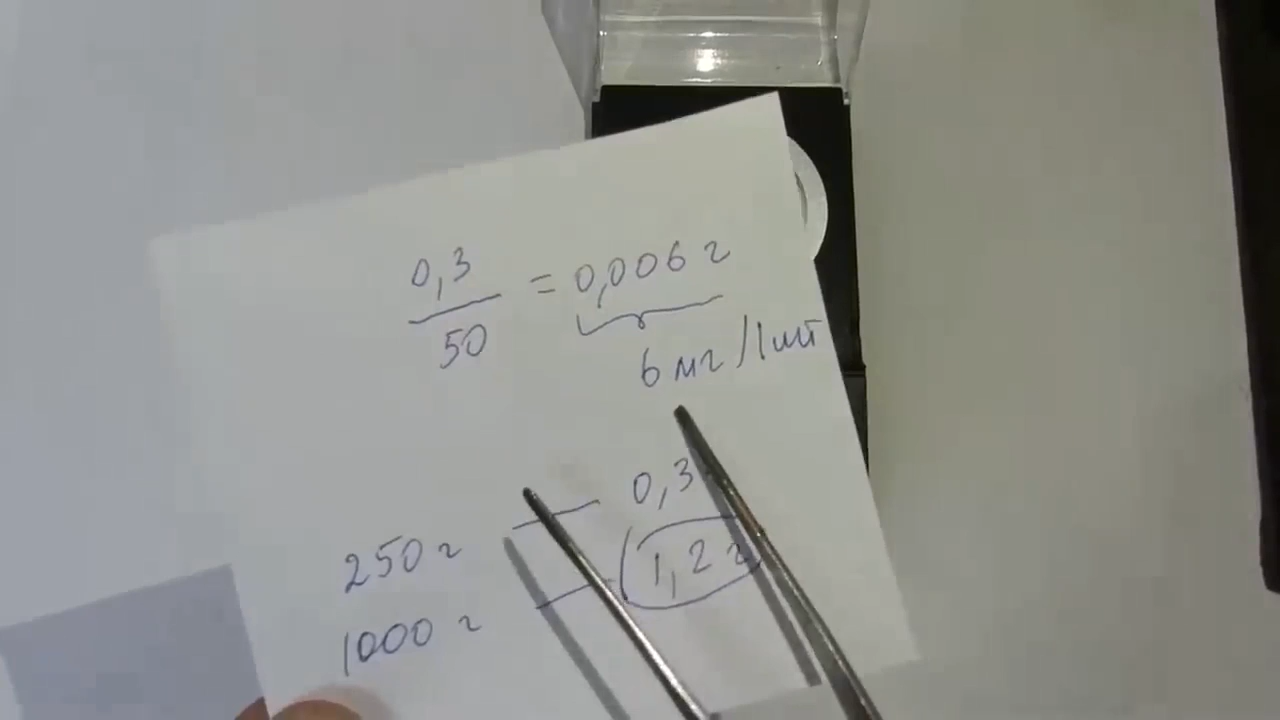 0,3
50
= 0,006 г
6 мг/1шт
250 г — 0,3
1000 г — 1,2 г